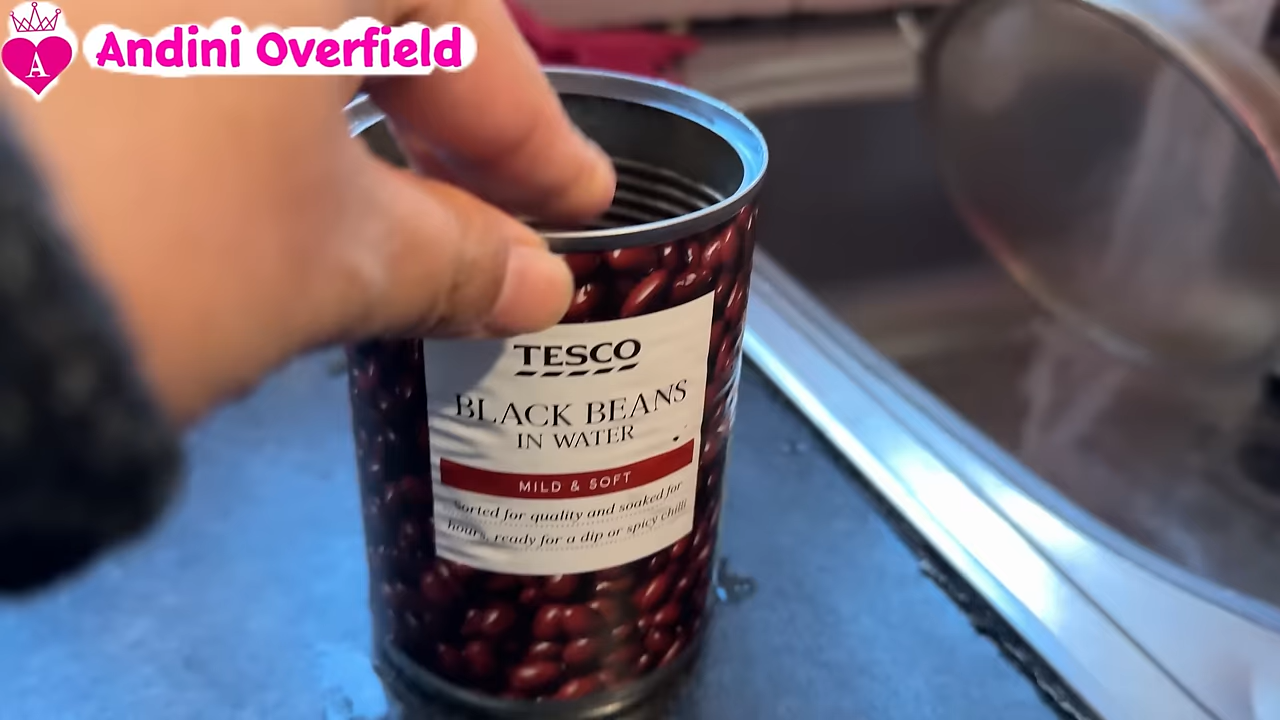 A
Andini Overfield
TESCO
BLACK BEANS
IN WATER
MILD & SOFT
Sorted for quality and soaked for
hours, ready for a dip or spicy chilli